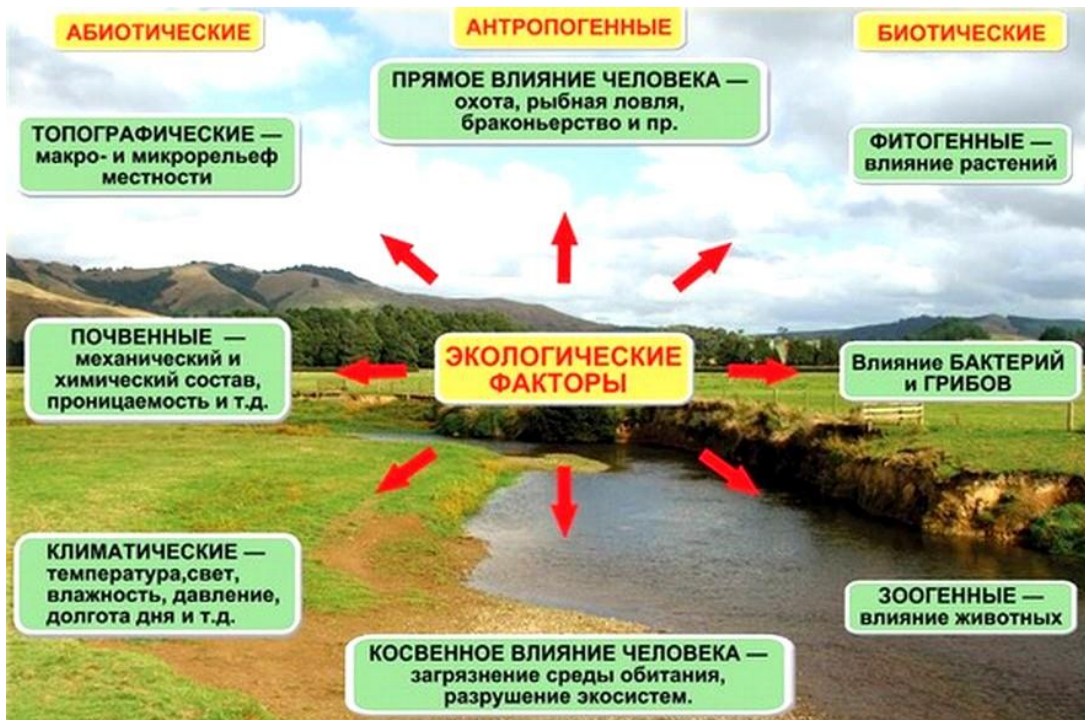 АБИОТИЧЕСКИЕ
АНТРОПОГЕННЫЕ
БИОТИЧЕСКИЕ
ПРЯМОЕ ВЛИЯНИЕ ЧЕЛОВЕКА —
охота, рыбная ловля,
браконьерство и пр.
ТОПОГРАФИЧЕСКИЕ —
макро- и микрорельеф
местности
ФИТОГЕННЫЕ —
влияние растений
ПОЧВЕННЫЕ —
механический и
химический состав,
проницаемость и т.д.
ЭКОЛОГИЧЕСКИЕ
ФАКТОРЫ
Влияние БАКТЕРИЙ
и ГРИБОВ
КЛИМАТИЧЕСКИЕ —
температура,свет,
влажность, давление,
долгота дня и т.д.
ЗООГЕННЫЕ —
влияние животных
КОСВЕННОЕ ВЛИЯНИЕ ЧЕЛОВЕКА —
загрязнение среды обитания,
разрушение экосистем.